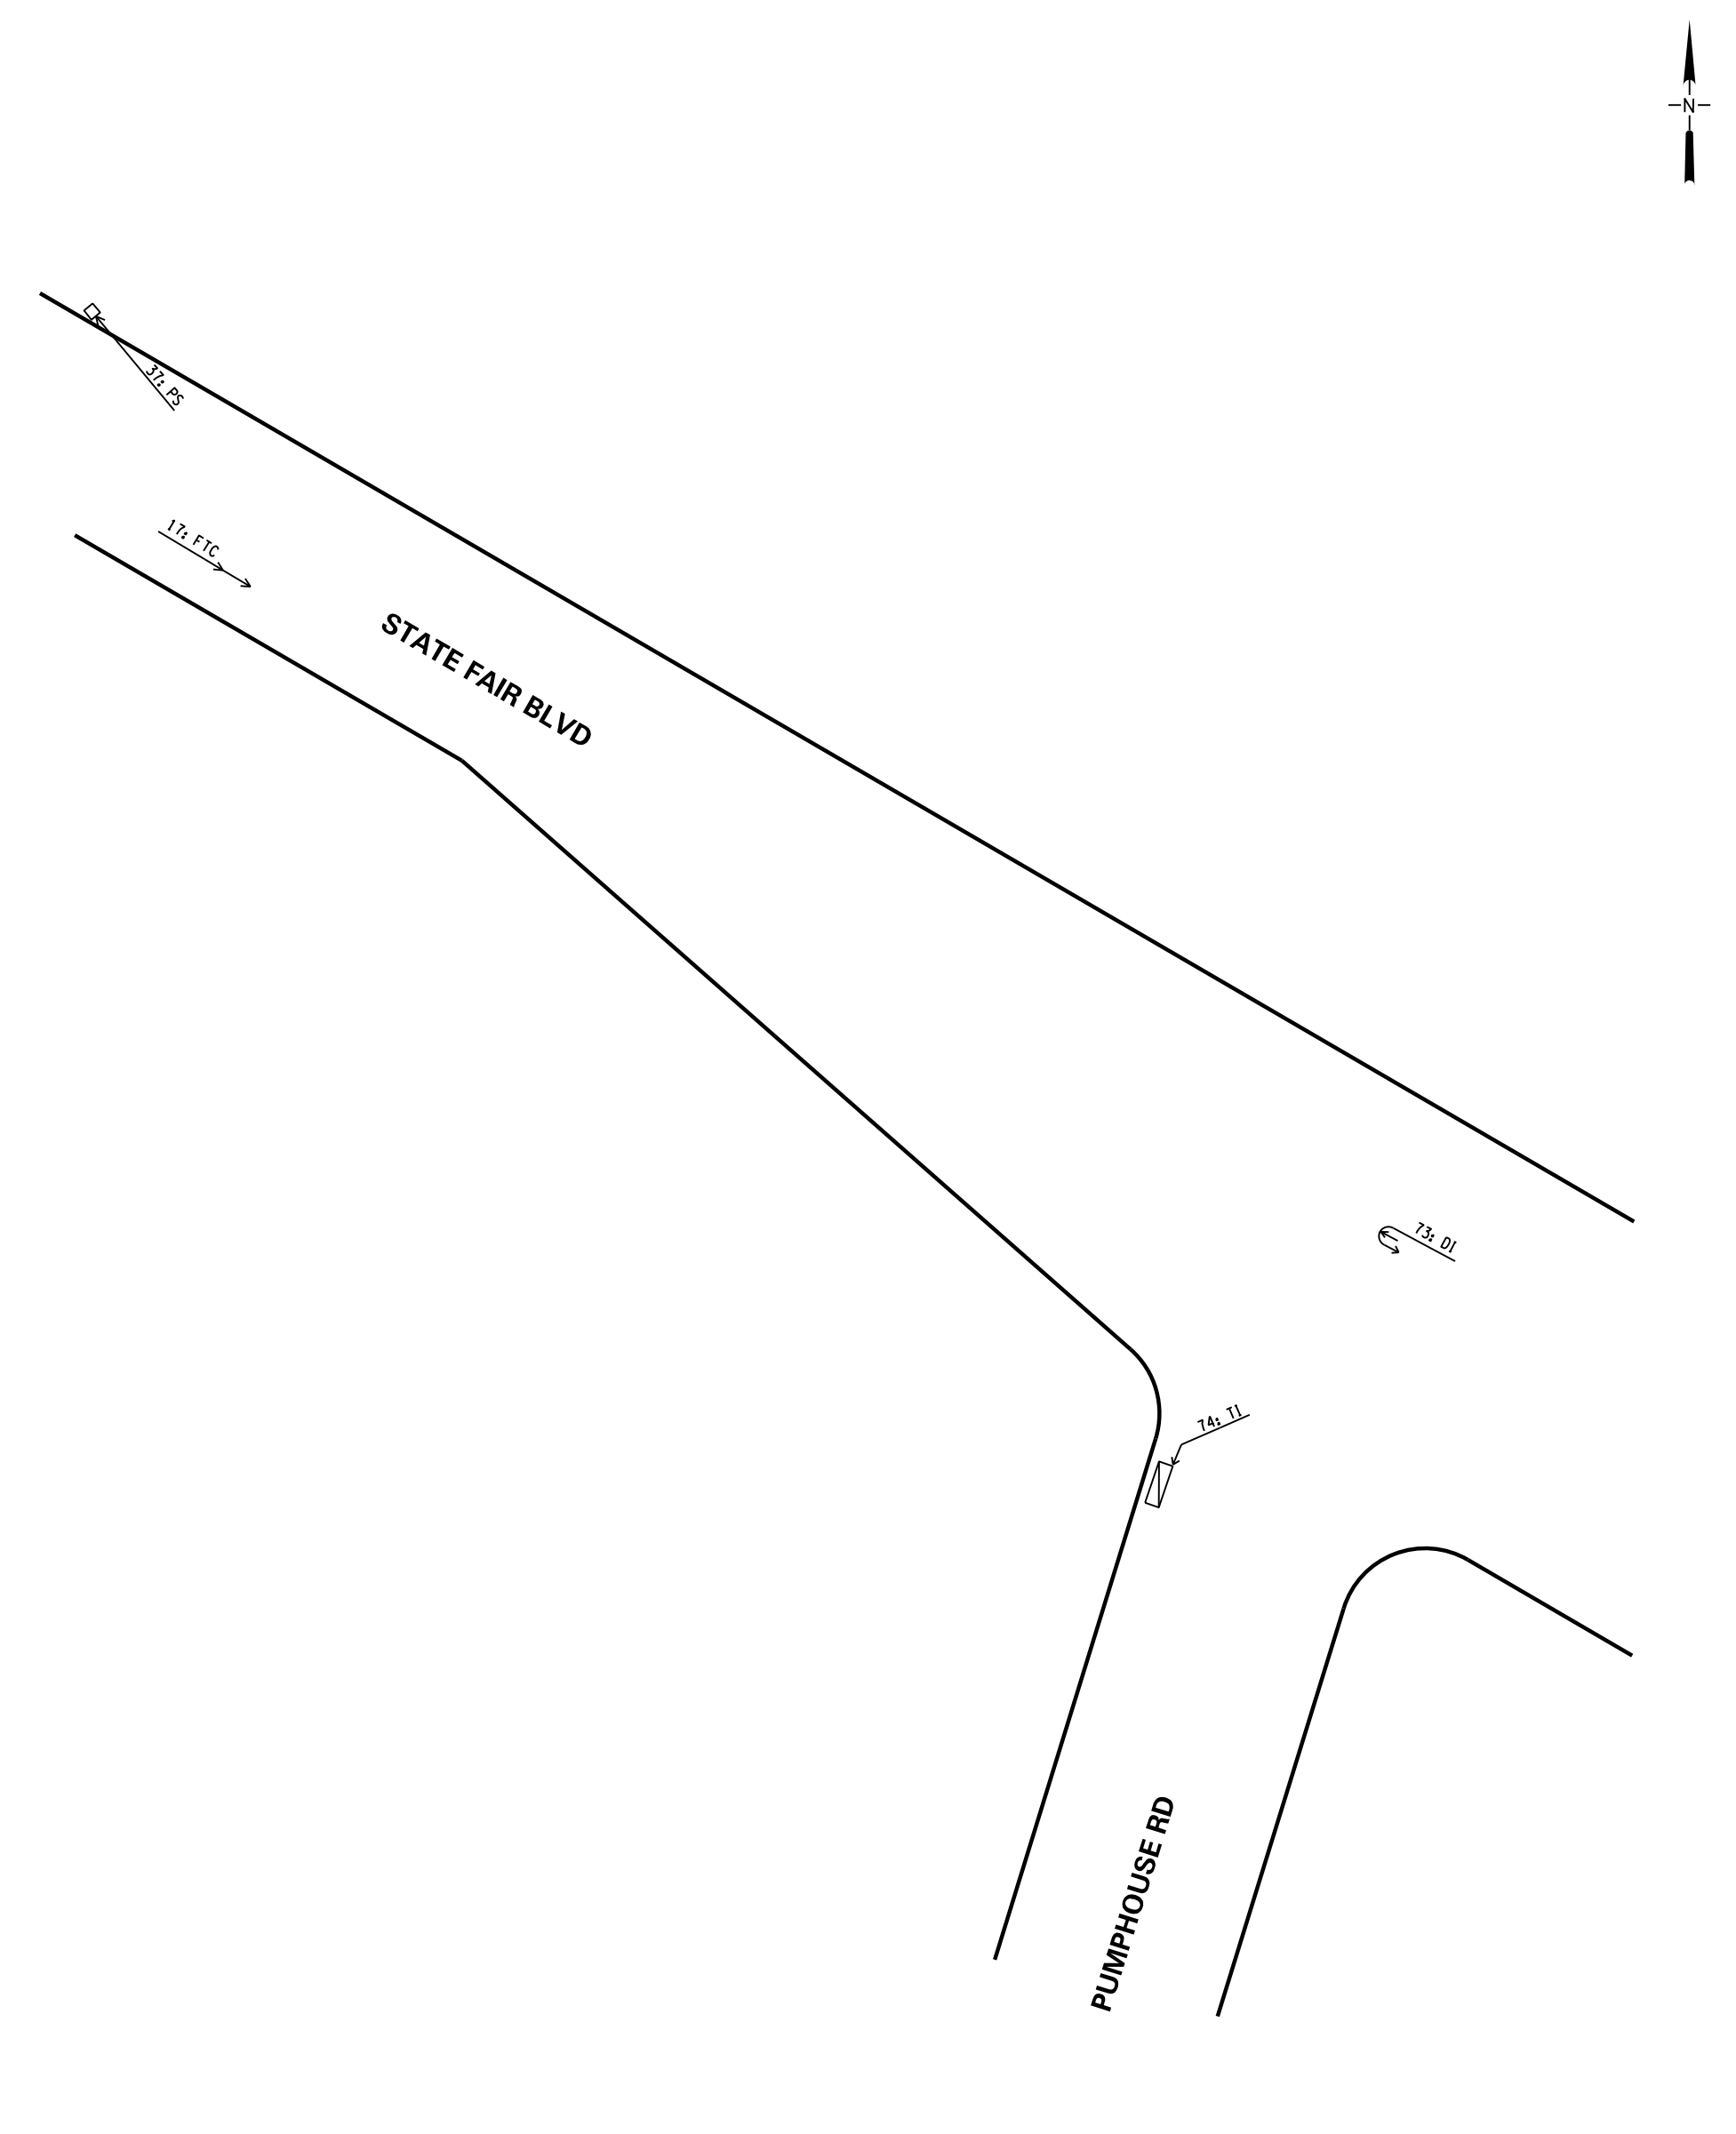 N
37: PS
17: FTC
STATE FAIR BLVD
73: DI
74: TI
PUMPHOUSE RD